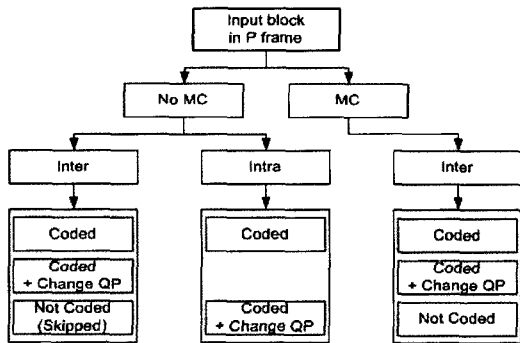 Input block
in P frame
No MC
MC
Inter
Intra
Inter
Coded
Coded
+ Change QP
Not Coded
(Skipped)
Coded
Coded
+ Change QP
Coded
Coded
+ Change QP
Not Coded